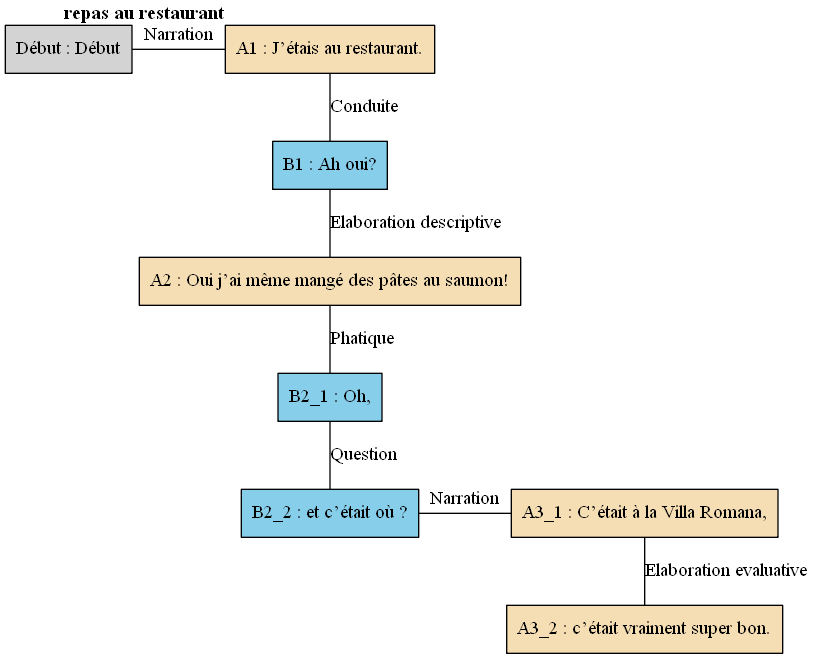 repas au restaurant
Début : Début
Narration
A1 : J’étais au restaurant.
Conduite
B1 : Ah oui?
Elaboration descriptive
A2 : Oui j’ai même mangé des pâtes au saumon!
Phatique
B2_1 : Oh,
Question
B2_2 : et c’était où ?
Narration
A3_1 : C’était à la Villa Romana,
Elaboration evaluative
A3_2 : c’était vraiment super bon.